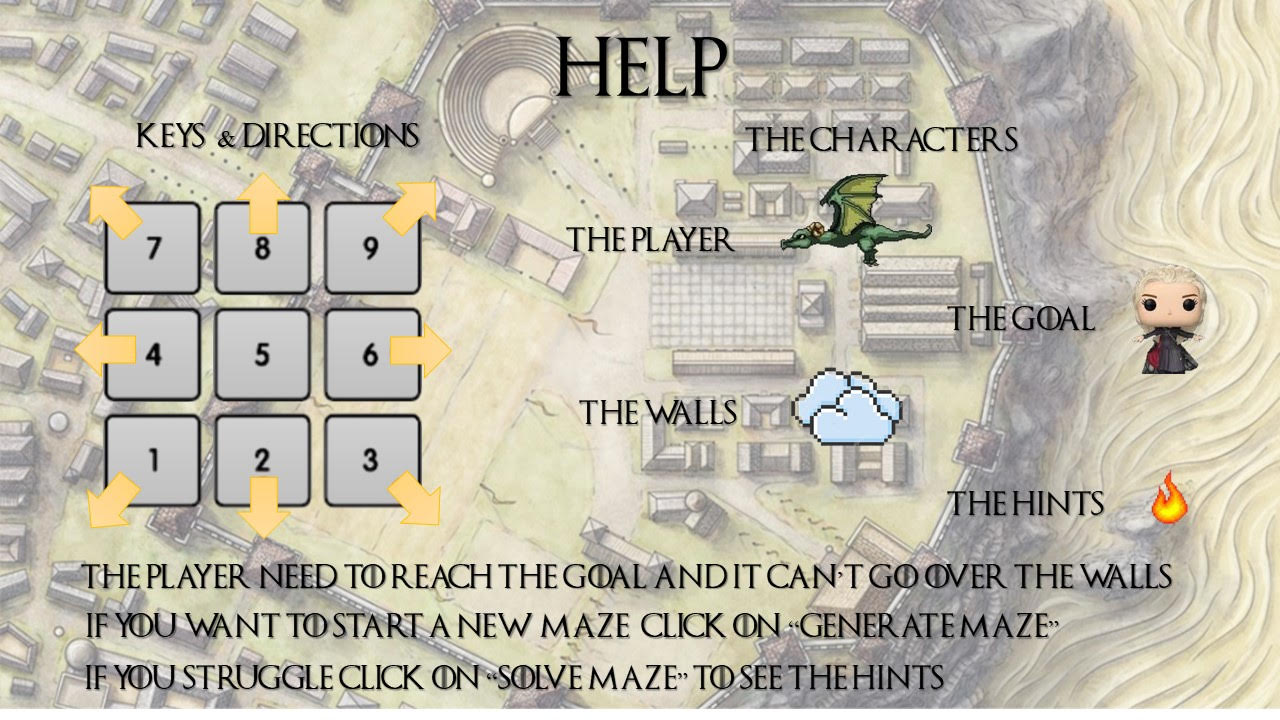 HELP
KEYS & DIRECTIONS
7 8 9
4 5 6
1 2 3
THE CHARACTERS
THE PLAYER
THE GOAL
THE WALLS
THE HINTS
THE PLAYER NEED TO REACH THE GOAL AND IT CAN'T GO OVER THE WALLS
IF YOU WANT TO START A NEW MAZE CLICK ON “GENERATE MAZE”
IF YOU STRUGGLE CLICK ON “SOLVE MAZE” TO SEE THE HINTS